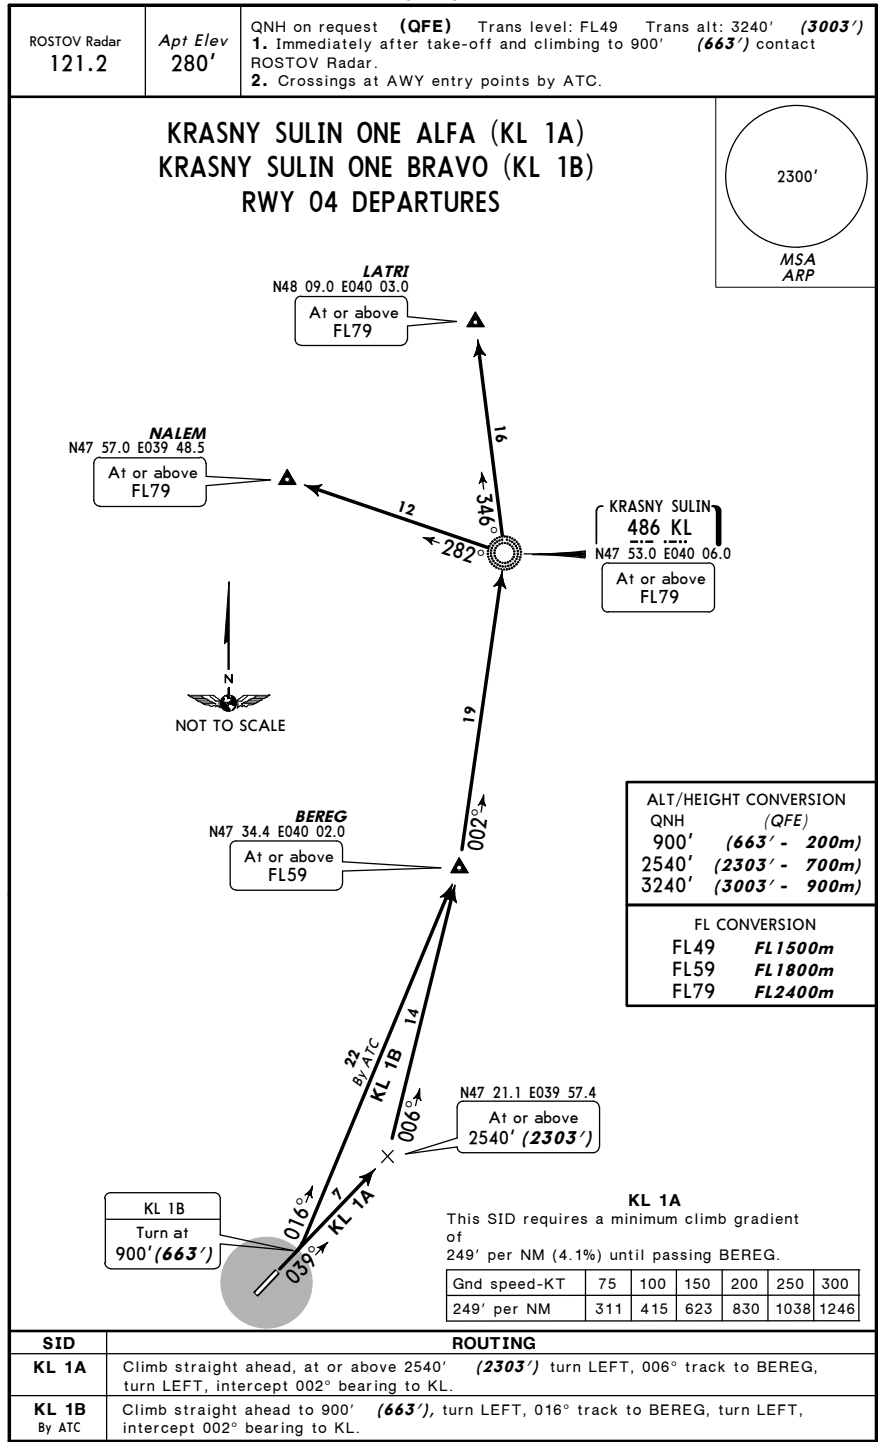 ROSTOV Radar
121.2
Apt Elev
280'
QNH on request (QFE) Trans level: FL49 Trans alt: 3240' (3003')
1. Immediately after take-off and climbing to 900' (663') contact
ROSTOV Radar.
2. Crossings at AWY entry points by ATC.
KRASNY SULIN ONE ALFA (KL 1A)
KRASNY SULIN ONE BRAVO (KL 1B)
RWY 04 DEPARTURES
2300'
MSA
ARP
LATRI
N48 09.0 E040 03.0
At or above
FL79
16
346°
NALEM
N47 57.0 E039 48.5
At or above
FL79
12
282°
KRASNY SULIN
486 KL
N47 53.0 E040 06.0
At or above
FL79
N
NOT TO SCALE
19
002°
BEREG
N47 34.4 E040 02.0
At or above
FL59
ALT/HEIGHT CONVERSION
QNH (QFE)
900' (663' - 200m)
2540' (2303' - 700m)
3240' (3003' - 900m)
FL CONVERSION
FL49 FL1500m
FL59 FL1800m
FL79 FL2400m
22
By ATC
KL 1B
14
006°
N47 21.1 E039 57.4
At or above
2540' (2303')
KL 1B
Turn at
900' (663')
016°
7
KL 1A
039°
KL 1A
This SID requires a minimum climb gradient
of
249' per NM (4.1%) until passing BEREG.
Gnd speed-KT 75 100 150 200 250 300
249' per NM 311 415 623 830 1038 1246
SID ROUTING
KL 1A Climb straight ahead, at or above 2540' (2303') turn LEFT, 006° track to BEREG,
turn LEFT, intercept 002° bearing to KL.
KL 1B Climb straight ahead to 900' (663'), turn LEFT, 016° track to BEREG, turn LEFT,
By ATC intercept 002° bearing to KL.